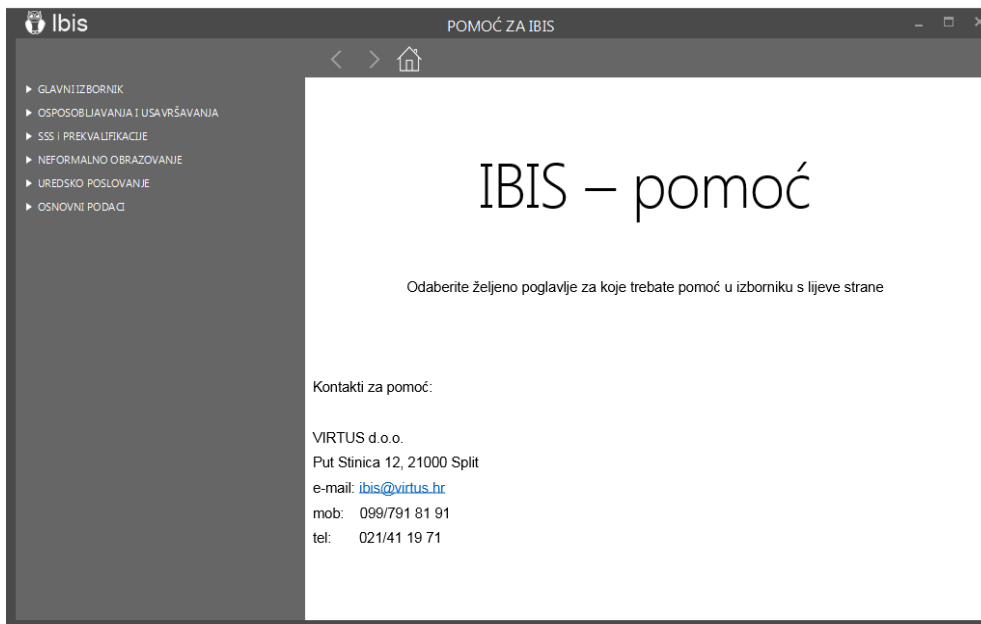 Ibis
POMOĆ ZA IBIS
GLAVNI IZBORNIK
OSPOSOBLJAVANJA I USAVRŠAVANJA
SSS i PREKVALIFIKACIJE
NEFORMALNO OBRAZOVANJE
UREDSKO POSLOVANJE
OSNOVNI PODACI
IBIS – pomoć
Odaberite željeno poglavlje za koje trebate pomoć u izborniku s lijeve strane
Kontakti za pomoć:
VIRTUS d.o.o.
Put Stinica 12, 21000 Split
e-mail: ibis@virtus.hr
mob: 099/791 81 91
tel: 021/41 19 71